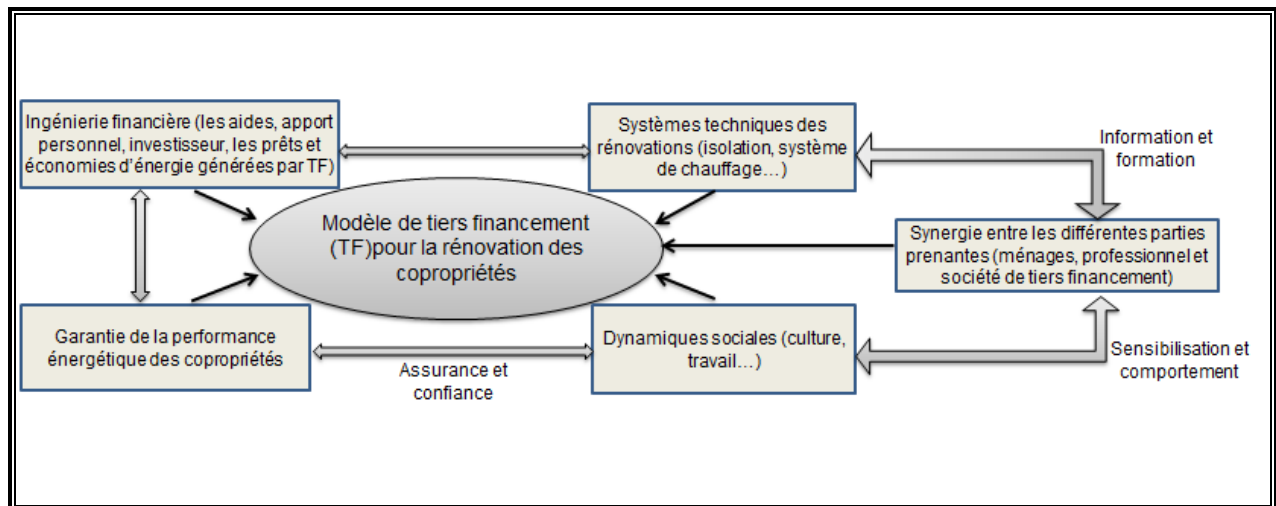 Ingénierie financière (les aides, apport
personnel, investisseur, les prêts et
économies d'énergie générées par TF)
Systèmes techniques des
rénovations (isolation, système
de chauffage…)
Information et
formation
Modèle de tiers financement
(TF)pour la rénovation des
copropriétés
Synergie entre les différentes parties
prenantes (ménages, professionnel et
société de tiers financement)
Garantie de la performance
énergétique des copropriétés
Assurance et
confiance
Dynamiques sociales (culture,
travail…)
Sensibilisation et
comportement